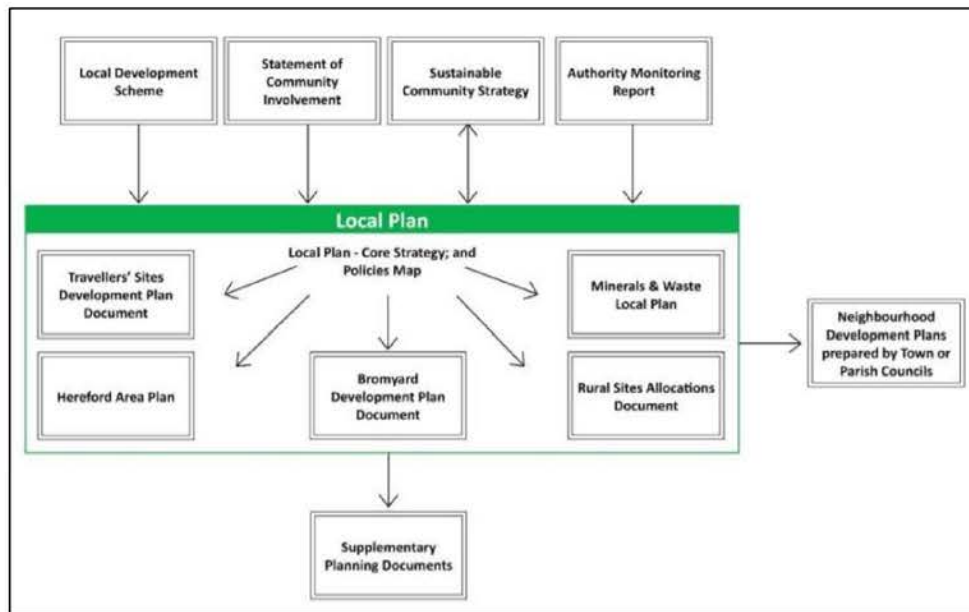 Local Development
Scheme
Statement of
Community
Involvement
Sustainable
Community Strategy
Authority Monitoring
Report
Local Plan
Local Plan - Core Strategy; and
Policies Map
Travellers' Sites
Development Plan
Document
Minerals & Waste
Local Plan
Neighbourhood
Development Plans
prepared by Town or
Parish Councils
Hereford Area Plan
Bromyard
Development Plan
Document
Rural Sites Allocations
Document
Supplementary
Planning Documents